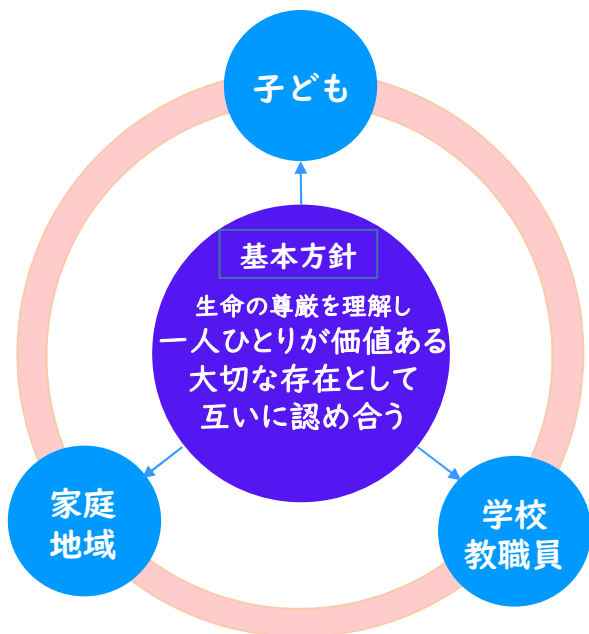 子ども
基本方針
生命の尊厳を理解し
一人ひとりが価値ある
大切な存在として
互いに認め合う
家庭
地域
学校
教職員